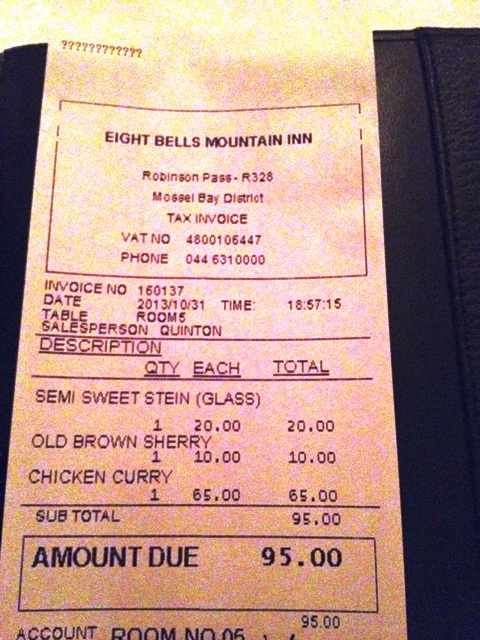 ????????????
EIGHT BELLS MOUNTAIN INN
Robinson Pass - R328
Mossel Bay District
TAX INVOICE
VAT NO 4800106447
PHONE 044 6310000
INVOICE NO 160137
DATE 2013/10/31 TIME: 18:57:15
TABLE ROOM5
SALESPERSON QUINTON
DESCRIPTION
QTY EACH TOTAL
SEMI SWEET STEIN (GLASS)
1 20.00 20.00
OLD BROWN SHERRY
1 10.00 10.00
CHICKEN CURRY
1 65.00 65.00
SUB TOTAL 95.00
AMOUNT DUE 95.00
95.00
ACCOUNT ROOM NO 05